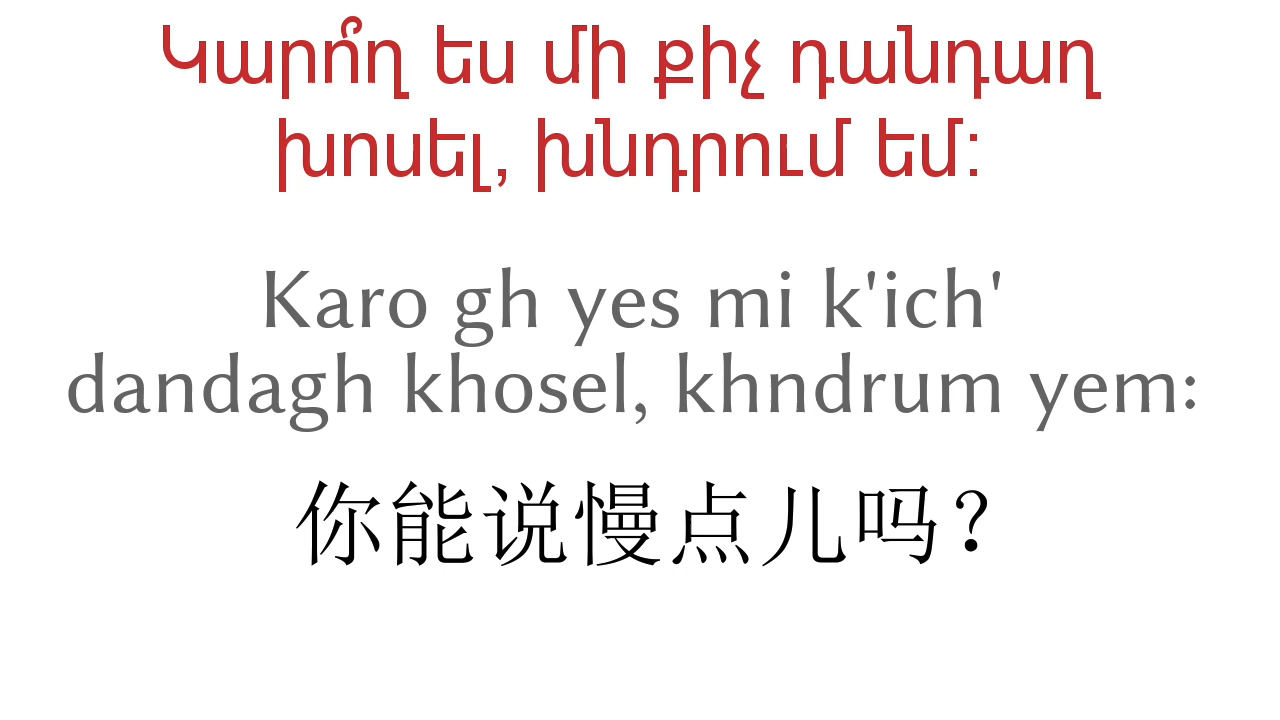 Կարո՞ղ ես մի քիչ դանդաղ
խոսել, խնդրում եմ:
Karo gh yes mi k'ich'
dandagh khosel, khndrum yem:
你能说慢点儿吗？